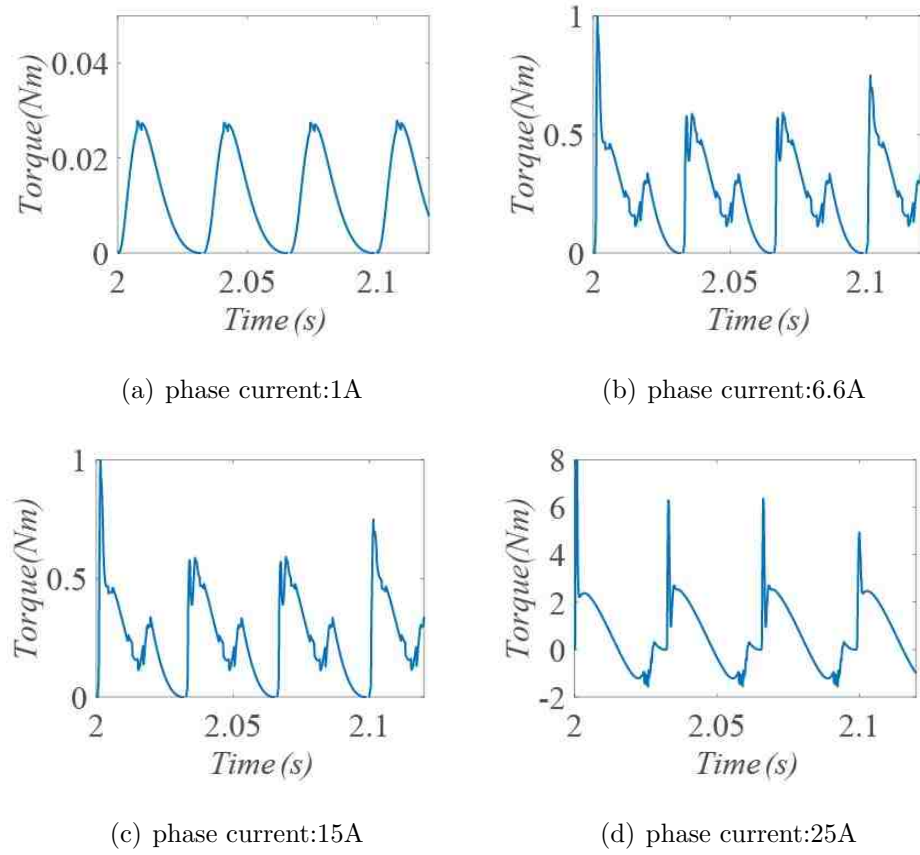 Torque(Nm)
0.04
0.02
0
2
2.05
2.1
Time (s)
(a) phase current:1A
Torque(Nm)
1
0.5
0
2
2.05
2.1
Time (s)
(b) phase current:6.6A
Torque(Nm)
1
0.5
0
2
2.05
2.1
Time (s)
(c) phase current:15A
Torque(Nm)
8
6
4
2
0
-2
2
2.05
2.1
Time (s)
(d) phase current:25A